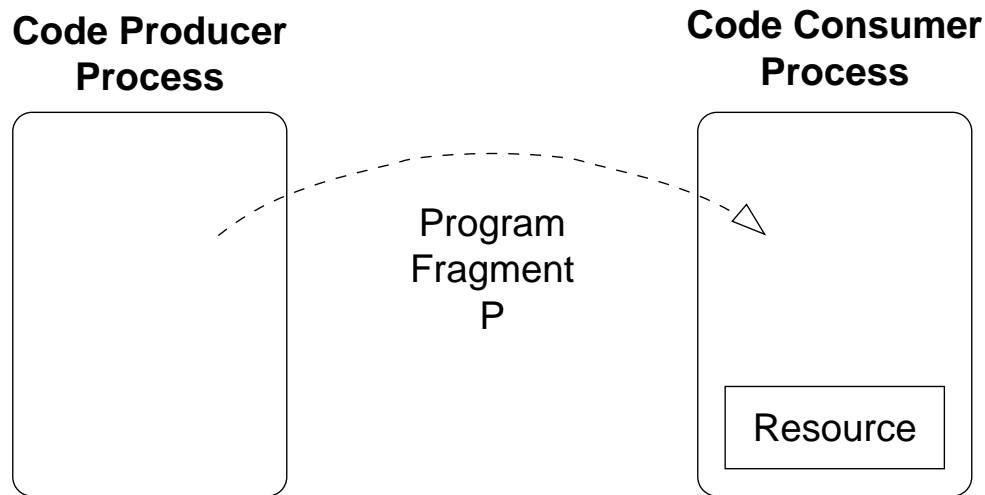 Code Producer
Process
Code Consumer
Process
Program
Fragment
P
Resource